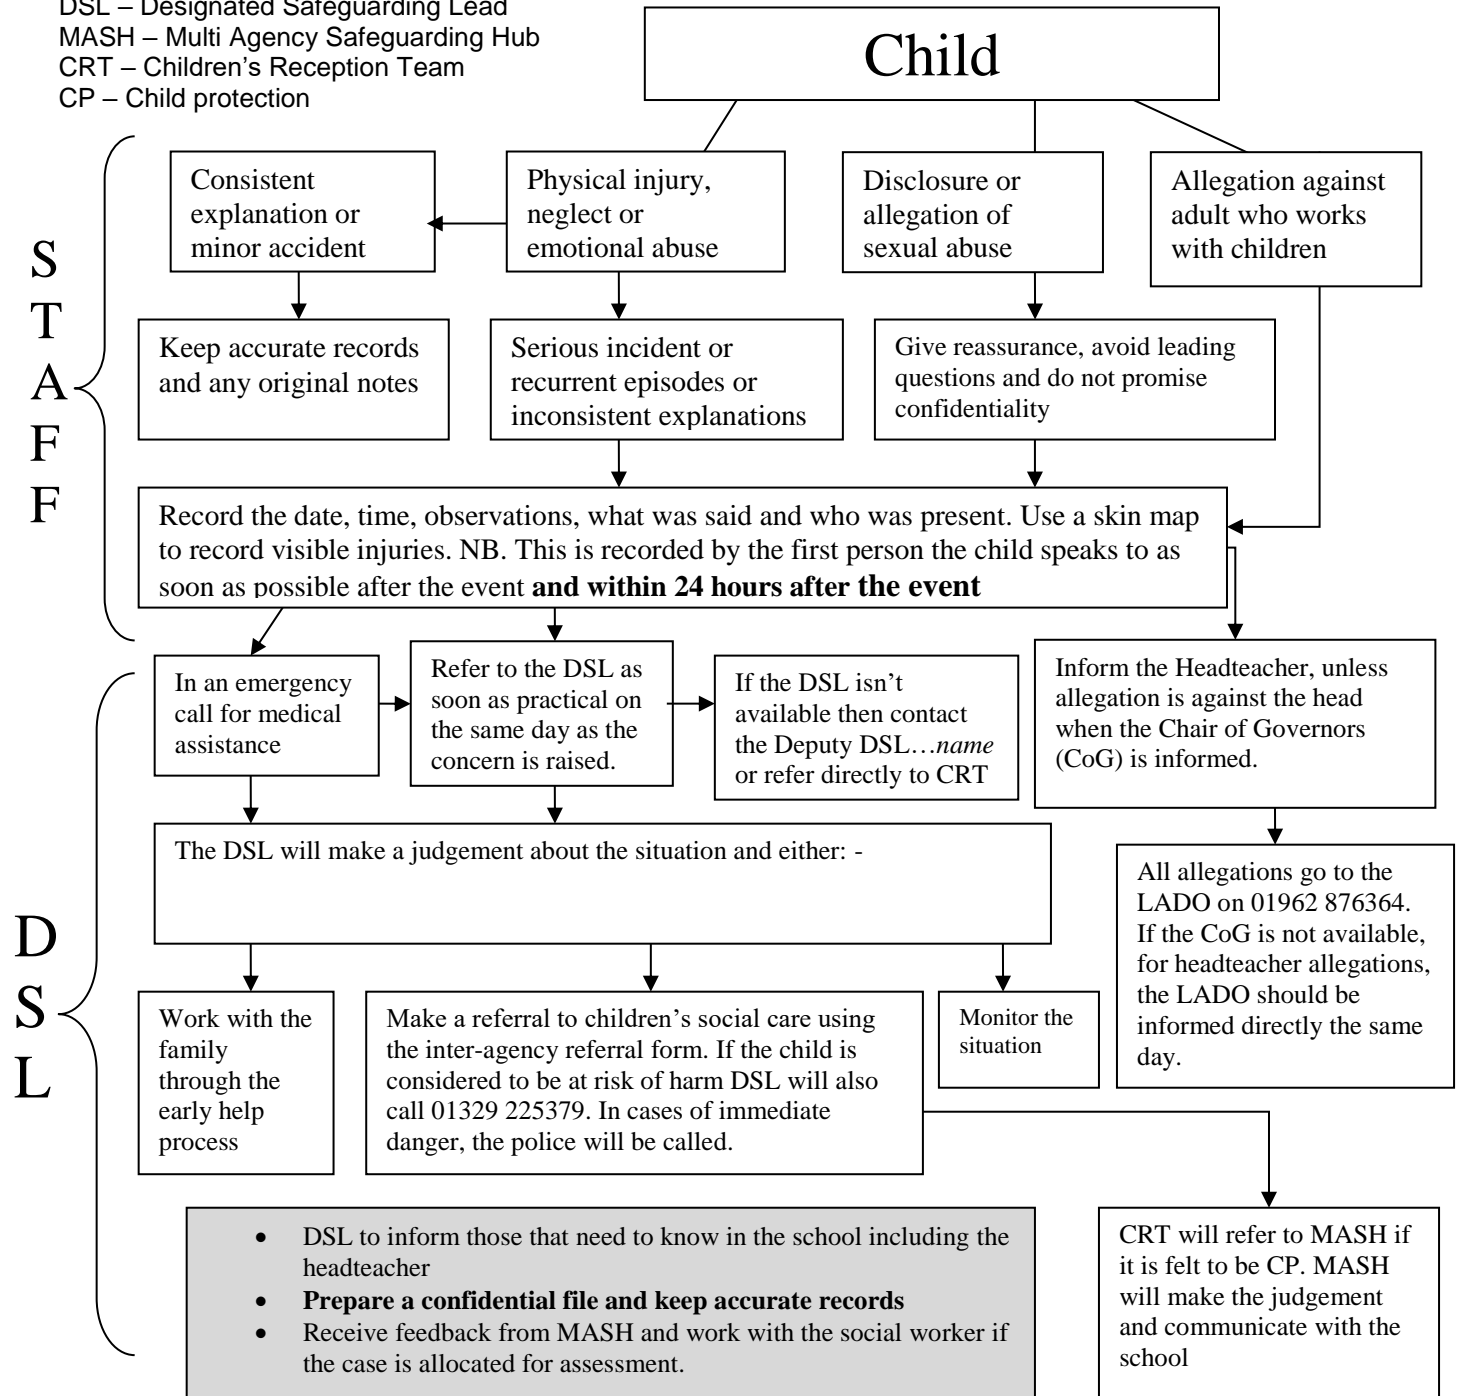 DSL – Designated Safeguarding Lead
MASH – Multi Agency Safeguarding Hub
CRT – Children's Reception Team
CP – Child protection
Child
S
T
A
F
F
Consistent
explanation or
minor accident
Physical injury,
neglect or
emotional abuse
Disclosure or
allegation of
sexual abuse
Allegation against
adult who works
with children
Keep accurate records
and any original notes
Serious incident or
recurrent episodes or
inconsistent explanations
Give reassurance, avoid leading
questions and do not promise
confidentiality
Record the date, time, observations, what was said and who was present. Use a skin map
to record visible injuries. NB. This is recorded by the first person the child speaks to as
soon as possible after the event and within 24 hours after the event
D
S
L
In an emergency
call for medical
assistance
Refer to the DSL as
soon as practical on
the same day as the
concern is raised.
If the DSL isn't
available then contact
the Deputy DSL…name
or refer directly to CRT
Inform the Headteacher, unless
allegation is against the head
when the Chair of Governors
(CoG) is informed.
The DSL will make a judgement about the situation and either: -
All allegations go to the
LADO on 01962 876364.
If the CoG is not available,
for headteacher allegations,
the LADO should be
informed directly the same
day.
Work with the
family
through the
early help
process
Make a referral to children's social care using
the inter-agency referral form. If the child is
considered to be at risk of harm DSL will also
call 01329 225379. In cases of immediate
danger, the police will be called.
Monitor the
situation
• DSL to inform those that need to know in the school including the
headteacher
• Prepare a confidential file and keep accurate records
• Receive feedback from MASH and work with the social worker if
the case is allocated for assessment.
CRT will refer to MASH if
it is felt to be CP. MASH
will make the judgement
and communicate with the
school